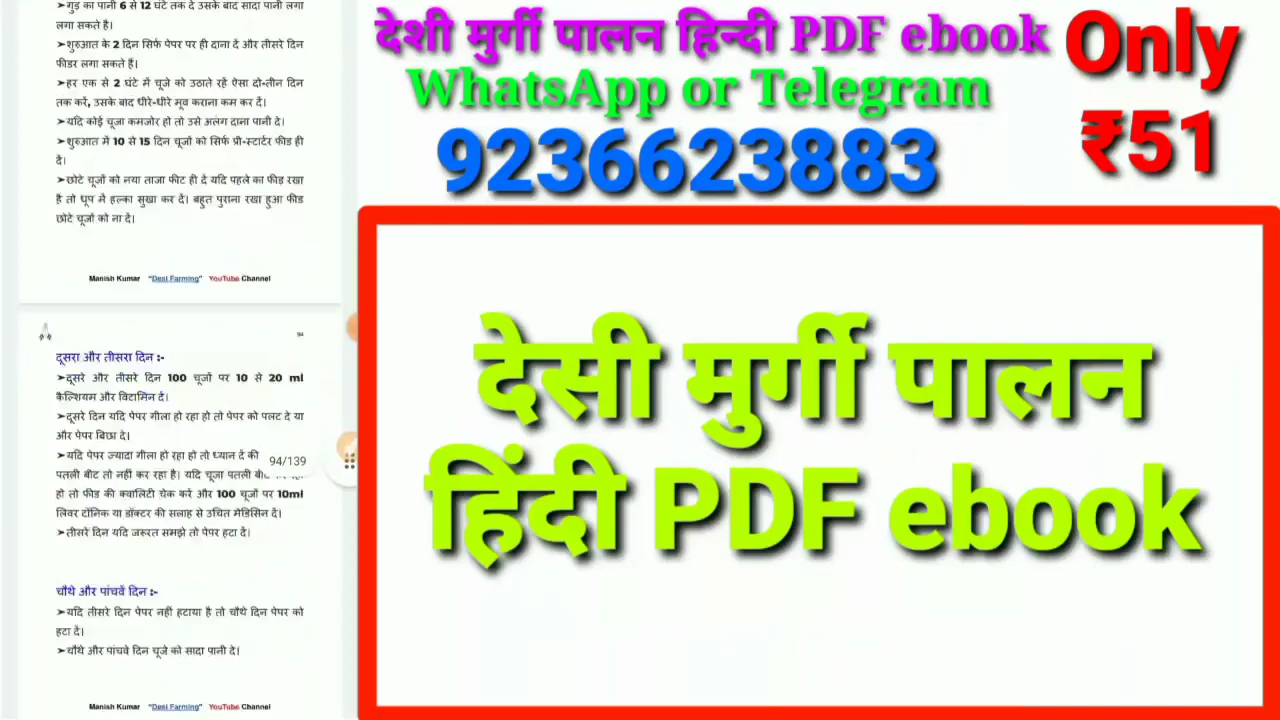 ➢गुड़ का पानी 6 से 12 घंटे तक दे उसके बाद सादा पानी लगा
लगा सकते है।
➢शुरुआत के 2 दिन सिर्फ पेपर पर ही दाना दे और तीसरे दिन
फीडर लगा सकते हैं।
➢हर एक से 2 घंटे में चूजे को उठाते रहें ऐसा दो-तीन दिन
तक करें, उसके बाद धीरे-धीरे मूव कराना कम कर दें।
➢यदि कोई चूजा कमजोर हो तो उसे अलग दाना पानी दे।
➢शुरुआत में 10 से 15 दिन चूजों को सिर्फ प्री-स्टार्टर फीड ही
दे।
➢छोटे चूजों को नया ताजा फीट ही दे यदि पहले का फीड रखा
है तो धूप में हल्का सुखा कर दें। बहुत पुराना रखा हुआ फीड
छोटे चूजों को ना दें।
Manish Kumar "Desi Farming" YouTube Channel
94
दूसरा और तीसरा दिन :-
➢दूसरे और तीसरे दिन 100 चूजों पर 10 से 20 ml
कैल्शियम और विटामिन दें।
➢दूसरे दिन यदि पेपर गीला हो रहा हो तो पेपर को पलट दे या
और पेपर बिछा दे।
➢यदि पेपर ज्यादा गीला हो रहा हो तो ध्यान दें की
94/139
पतली बीट तो नहीं कर रहा है। यदि चूजा पतली
हो तो फीड की क्वालिटी चेक करें और 100 चूजों पर 10ml
लिवर टॉनिक या डॉक्टर की सलाह से उचित मेडिसिन दें।
➢तीसरे दिन यदि जरूरत समझे तो पेपर हटा दें।
चौथे और पांचवें दिन :-
➢यदि तीसरे दिन पेपर नहीं हटाया है तो चौथे दिन पेपर को
हटा दें।
➢चौथे और पांचवे दिन चूजे को सादा पानी दे।
Manish Kumar "Desi Farming" YouTube Channel
देशी मुर्गी पालन हिन्दी PDF ebook
WhatsApp or Telegram
9236623883
Only
₹51
देसी मुर्गी पालन
हिंदी PDF ebook